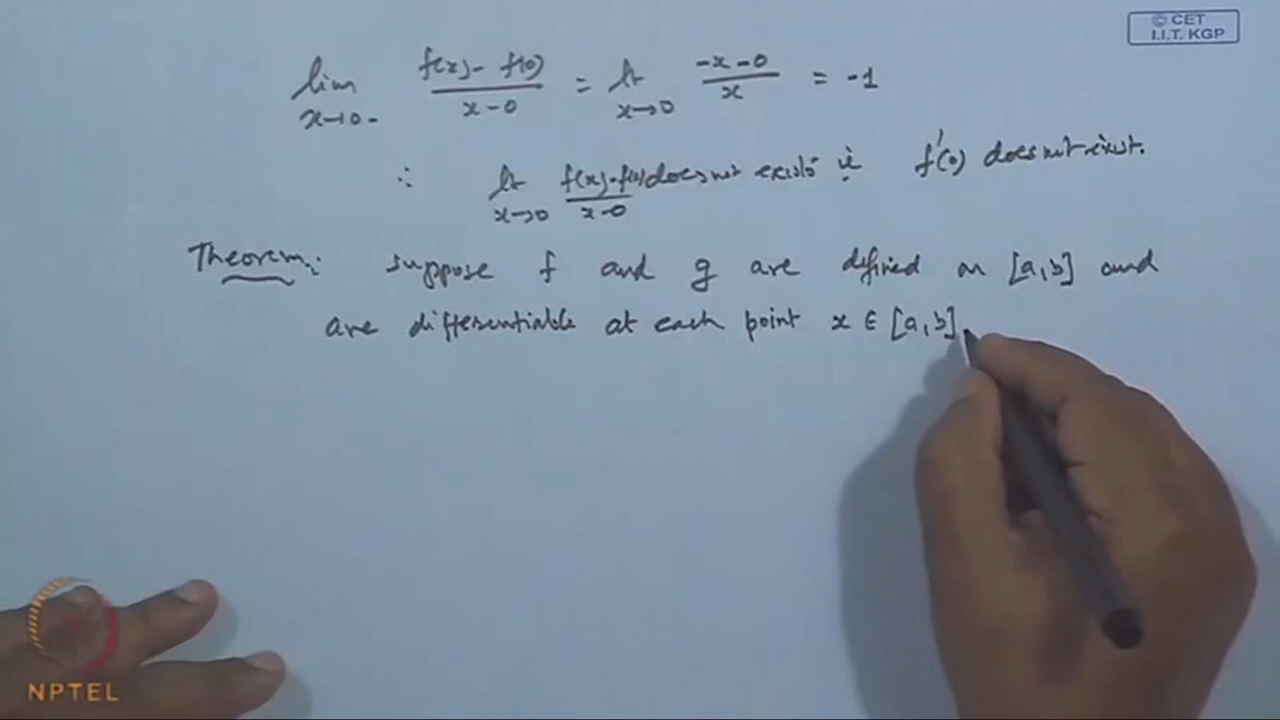 © CET
I.I.T. KGP
lim x→0- f(x)-f(0)/x-0 = lt x→0 -x-0/x = -1
∴ lt x→0 f(x)-f(0)/x-0 does not exists ie f'(0) does not exist.
Theorem: suppose f and g are defined on [a,b] and
are differentiable at each point x ∈ [a,b].
NPTEL